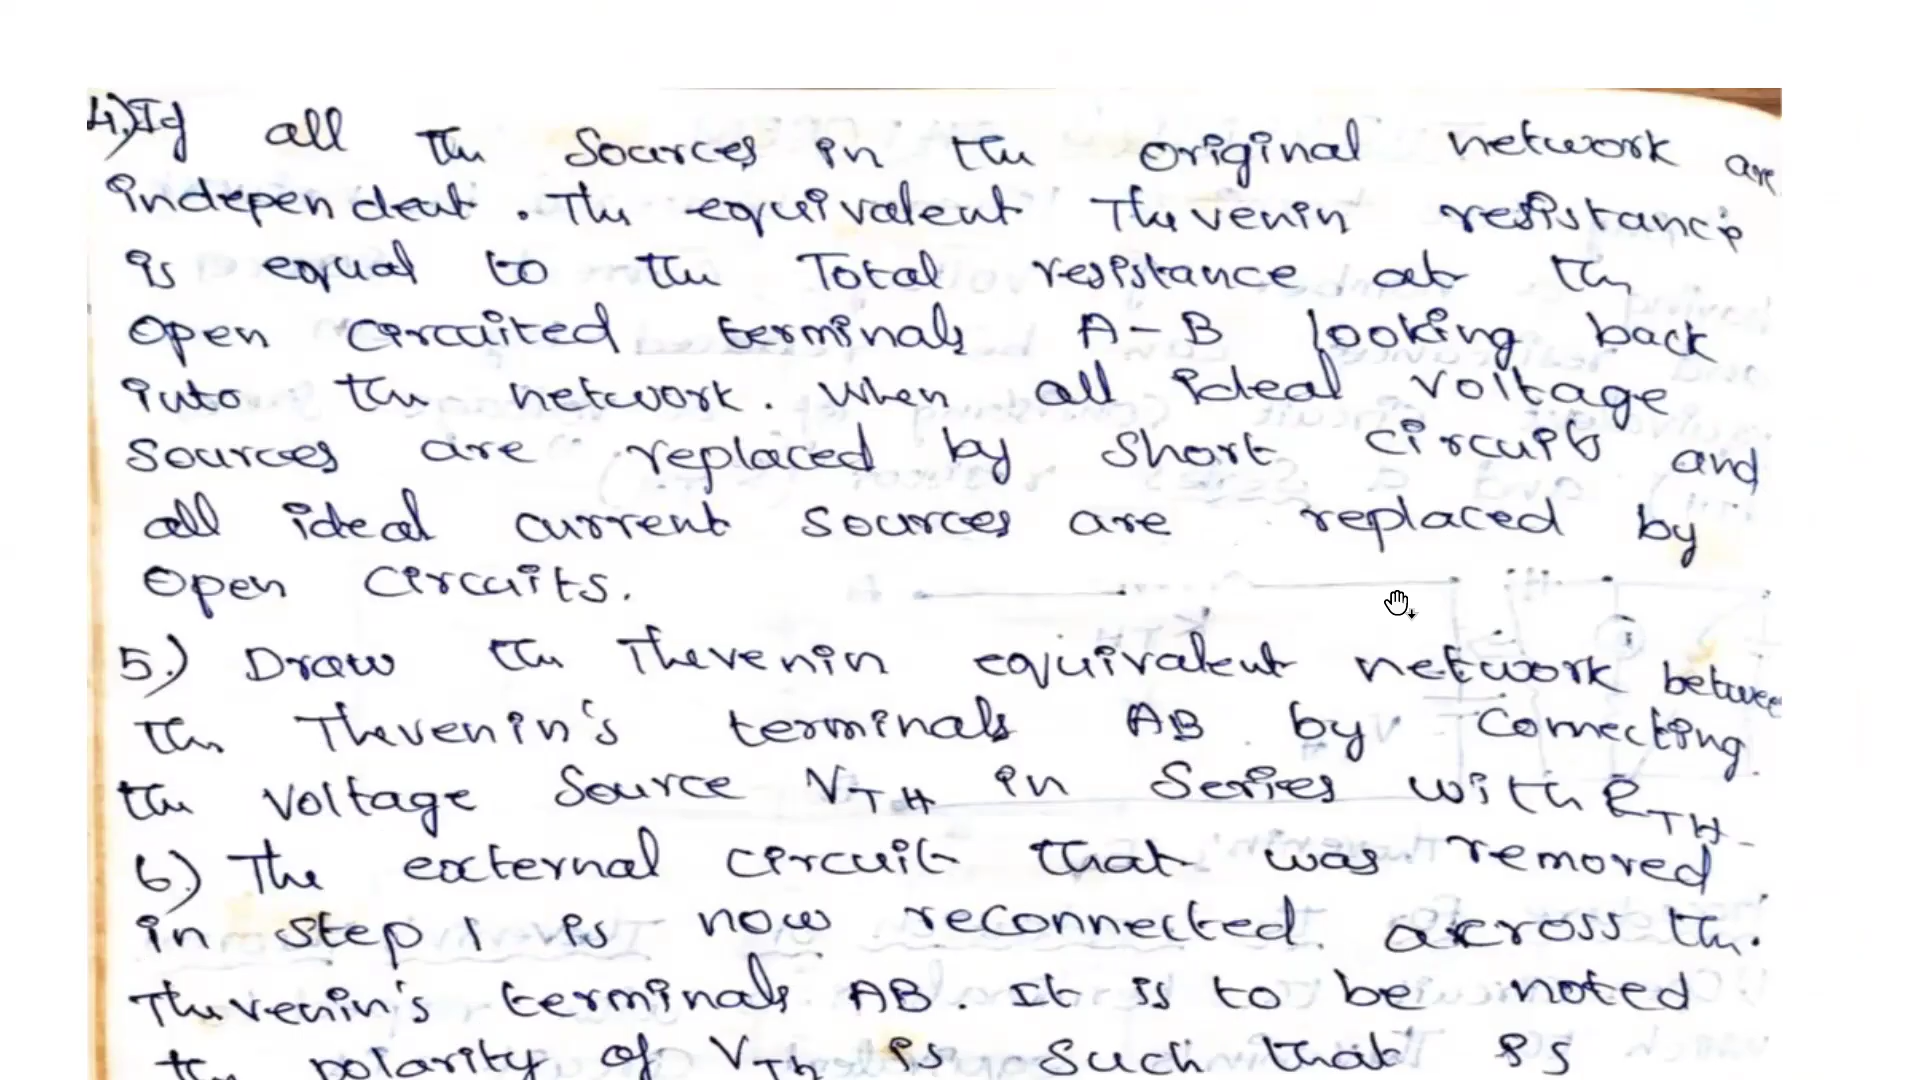 4.) If all the Sources in the original network are
independent. The equivalent Thevenin resistance
is equal to the Total resistance at the
open circuited terminals A-B looking back
into the network. When all ideal voltage
sources are replaced by short circuit and
all ideal current sources are replaced by
open circuits.
5.) Draw the Thevenin equivalent network between
the Thevenin's terminals AB by connecting
the voltage source VTH in series with RTH.
6.) The external circuit that was removed
in step 1 is now reconnected across the.
Thevenin's terminals AB. It is to be noted
the polarity of VTh is such that is